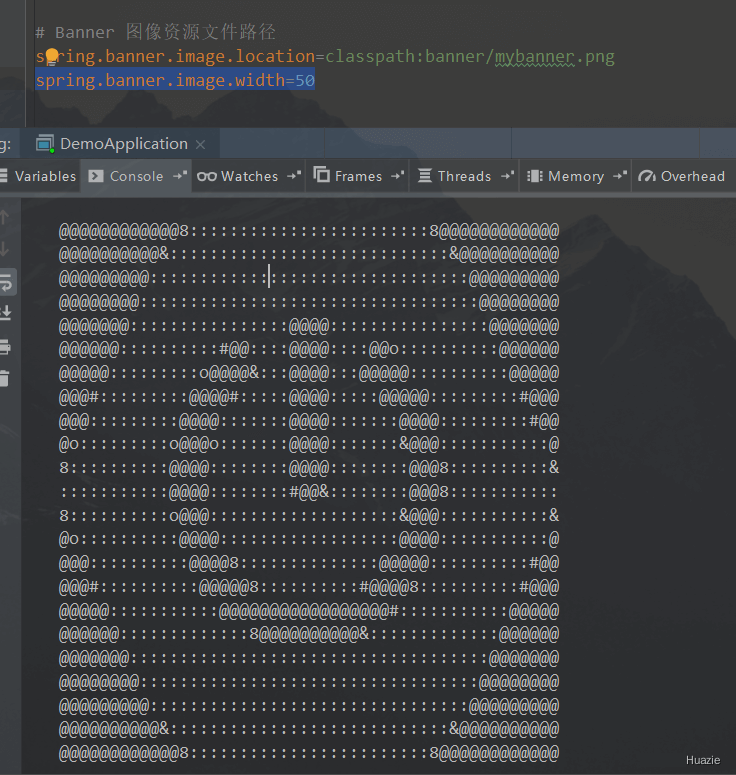 # Banner 图像资源文件路径
spring.banner.image.location=classpath:banner/mybanner.png
spring.banner.image.width=50
g: DemoApplication ×
Variables Console Watches Frames Threads Memory Overhead
@@@@@@@@@@@@8::::::::::::::::::::::::8@@@@@@@@@@@@
@@@@@@@@@@&::::::::::::::::::::::::::::&@@@@@@@@@@
@@@@@@@@@::::::::::::::::::::::::::::::::@@@@@@@@@
@@@@@@@@::::::::::::::::::::::::::::::::::@@@@@@@@
@@@@@@@::::::::::::::::@@@@::::::::::::::::@@@@@@@
@@@@@@::::::::::#@@::::@@@@::::@@o::::::::::@@@@@@
@@@@@:::::::::o@@@@&:::@@@@:::@@@@@::::::::::@@@@@
@@@#:::::::::@@@@#:::::@@@@:::::@@@@@:::::::::#@@@
@@@:::::::::@@@@:::::::@@@@:::::::@@@@:::::::::#@@
@o:::::::::o@@@o:::::::@@@@:::::::&@@@:::::::::::@
8::::::::::@@@@::::::::@@@@::::::::@@@8::::::::::&
:::::::::::@@@@::::::::#@@&::::::::@@@8:::::::::::
8::::::::::o@@@:::::::::::::::::::&@@@:::::::::::&
@o::::::::::@@@@::::::::::::::::::@@@@:::::::::::@
@@@::::::::::@@@@8::::::::::::::@@@@@::::::::::#@@
@@@#::::::::::@@@@@8::::::::::#@@@@8::::::::::#@@@
@@@@@:::::::::::@@@@@@@@@@@@@@@@@#:::::::::::@@@@@
@@@@@@:::::::::::::8@@@@@@@@@@&:::::::::::::@@@@@@
@@@@@@@::::::::::::::::::::::::::::::::::::@@@@@@@
@@@@@@@@::::::::::::::::::::::::::::::::::@@@@@@@@
@@@@@@@@@::::::::::::::::::::::::::::::::@@@@@@@@@
@@@@@@@@@@&::::::::::::::::::::::::::::&@@@@@@@@@@
@@@@@@@@@@@@8::::::::::::::::::::::::8@@@@@@@@@@@@
Huazie